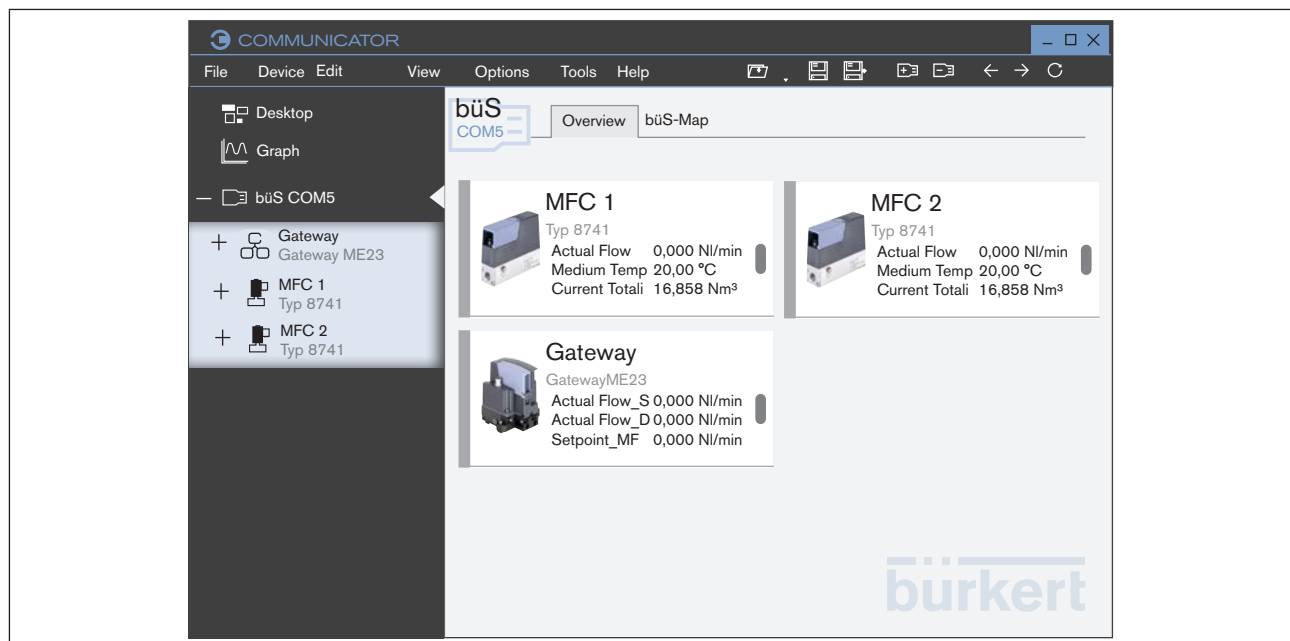 COMMUNICATOR
File Device Edit View Options Tools Help
Desktop
Graph
büS COM5
Gateway
Gateway ME23
MFC 1
Typ 8741
MFC 2
Typ 8741
büS
COM5
Overview büS-Map
MFC 1
Typ 8741
Actual Flow 0,000 Nl/min
Medium Temp 20,00 °C
Current Totali 16,858 Nm³
MFC 2
Typ 8741
Actual Flow 0,000 Nl/min
Medium Temp 20,00 °C
Current Totali 16,858 Nm³
Gateway
GatewayME23
Actual Flow_S 0,000 Nl/min
Actual Flow_D 0,000 Nl/min
Setpoint_MF 0,000 Nl/min
bürkert